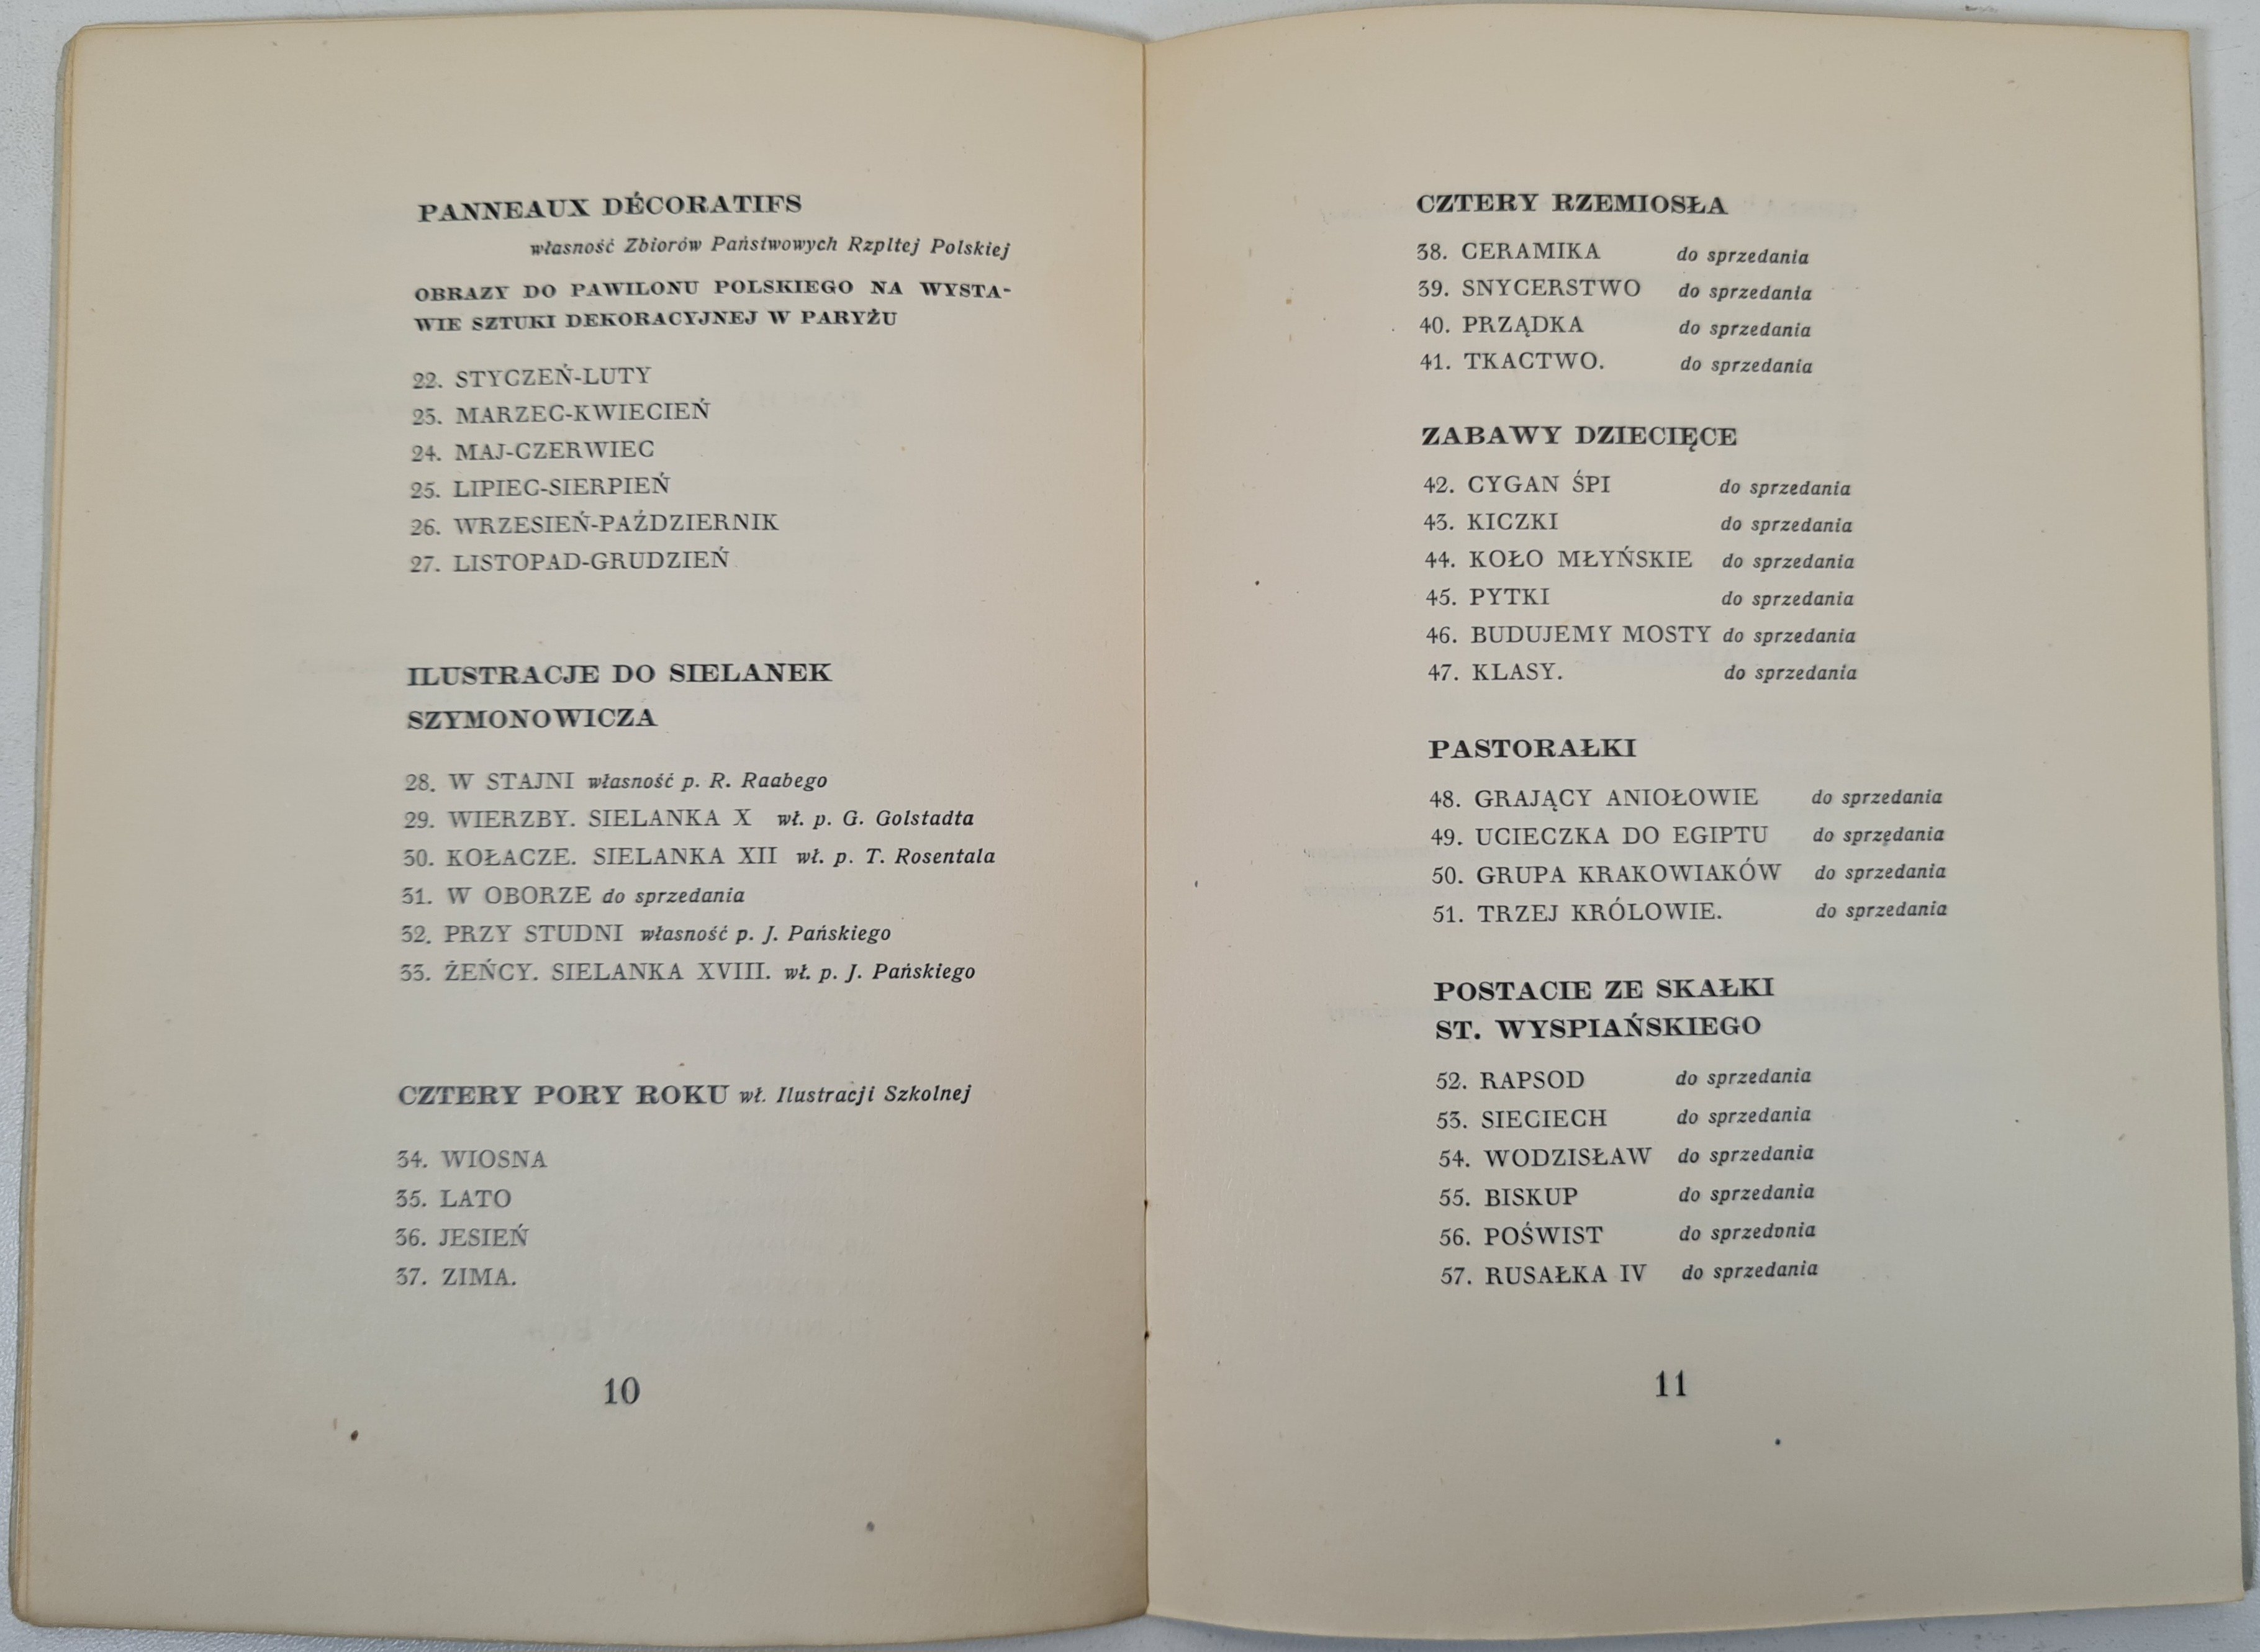 PANNEAUX DÉCORATIFS
własność Zbiorów Państwowych Rzpltej Polskiej
OBRAZY DO PAWILONU POLSKIEGO NA WYSTA-
WIE SZTUKI DEKORACYJNEJ W PARYŻU
22. STYCZEŃ-LUTY
23. MARZEC-KWIECIEŃ
24. MAJ-CZERWIEC
25. LIPIEC-SIERPIEŃ
26. WRZESIEŃ-PAŹDZIERNIK
27. LISTOPAD-GRUDZIEŃ
ILUSTRACJE DO SIELANEK
SZYMONOWICZA
28. W STAJNI własność p. R. Raabego
29. WIERZBY. SIELANKA X wł. p. G. Golstadta
30. KOŁACZE. SIELANKA XII wł. p. T. Rosentala
31. W OBORZE do sprzedania
32. PRZY STUDNI własność p. J. Pańskiego
33. ŻEŃCY. SIELANKA XVIII. wł. p. J. Pańskiego
CZTERY PORY ROKU wł. Ilustracji Szkolnej
34. WIOSNA
35. LATO
36. JESIEŃ
37. ZIMA.
10
CZTERY RZEMIOSŁA
38. CERAMIKA do sprzedania
39. SNYCERSTWO do sprzedania
40. PRZĄDKA do sprzedania
41. TKACTWO. do sprzedania
ZABAWY DZIECIĘCE
42. CYGAN ŚPI do sprzedania
43. KICZKI do sprzedania
44. KOŁO MŁYŃSKIE do sprzedania
45. PYTKI do sprzedania
46. BUDUJEMY MOSTY do sprzedania
47. KLASY. do sprzedania
PASTORAŁKI
48. GRAJĄCY ANIOŁOWIE do sprzedania
49. UCIECZKA DO EGIPTU do sprzędania
50. GRUPA KRAKOWIAKÓW do sprzedania
51. TRZEJ KRÓLOWIE. do sprzedania
POSTACIE ZE SKAŁKI
ST. WYSPIAŃSKIEGO
52. RAPSOD do sprzedania
53. SIECIECH do sprzedania
54. WODZISŁAW do sprzedania
55. BISKUP do sprzedania
56. POŚWIST do sprzedonia
57. RUSAŁKA IV do sprzedania
11